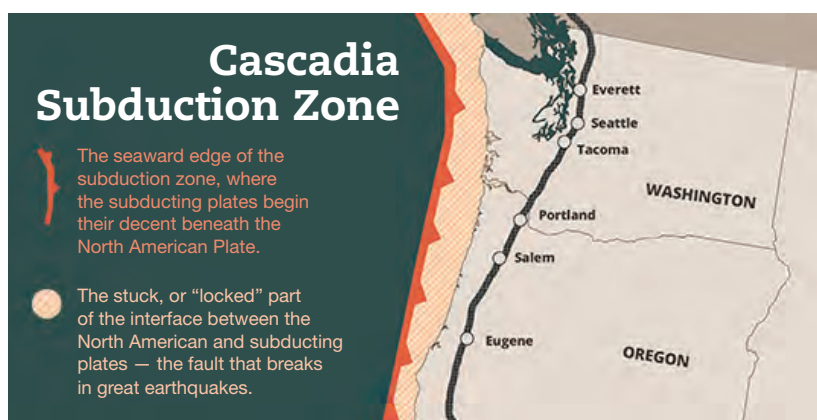 Cascadia
Subduction Zone
The seaward edge of the
subduction zone, where
the subducting plates begin
their decent beneath the
North American Plate.
The stuck, or “locked” part
of the interface between the
North American and subducting
plates — the fault that breaks
in great earthquakes.
Everett
Seattle
Tacoma
WASHINGTON
Portland
Salem
Eugene
OREGON